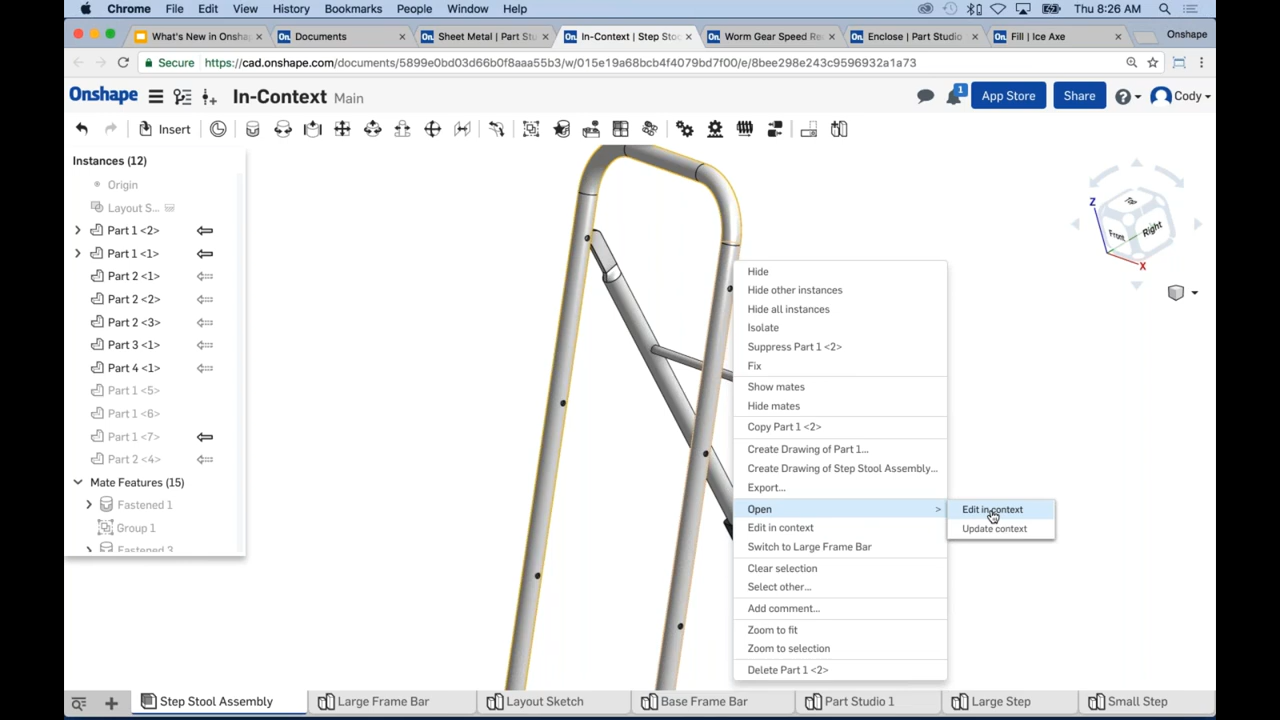 Chrome File Edit View History Bookmarks People Window Help Thu 8:26 AM
What's New in Onsha × Documents × Sheet Metal | Part Stu × In-Context | Step Stoo × Worm Gear Speed Re × Enclose | Part Studio × Fill | Ice Axe × Onshape
Secure https://cad.onshape.com/documents/5899e0bd03d66b0f8aaa55b3/w/015e19a68bcb4f4079bd7f00/e/8bee298e243c9596932a1a73
Onshape In-Context Main 1 App Store Share ? Cody
Insert
Instances (12)
Origin
Layout S...
Part 1 <2>
Part 1 <1>
Part 2 <1>
Part 2 <2>
Part 2 <3>
Part 3 <1>
Part 4 <1>
Part 1 <5>
Part 1 <6>
Part 1 <7>
Part 2 <4>
Mate Features (15)
Fastened 1
Group 1
Fastened 3
Z
Top
Front
Right
X
Hide
Hide other instances
Hide all instances
Isolate
Suppress Part 1 <2>
Fix
Show mates
Hide mates
Copy Part 1 <2>
Create Drawing of Part 1...
Create Drawing of Step Stool Assembly...
Export...
Open >
Edit in context
Switch to Large Frame Bar
Clear selection
Select other...
Add comment...
Zoom to fit
Zoom to selection
Delete Part 1 <2>
Edit in context
Update context
Step Stool Assembly Large Frame Bar Layout Sketch Base Frame Bar Part Studio 1 Large Step Small Step